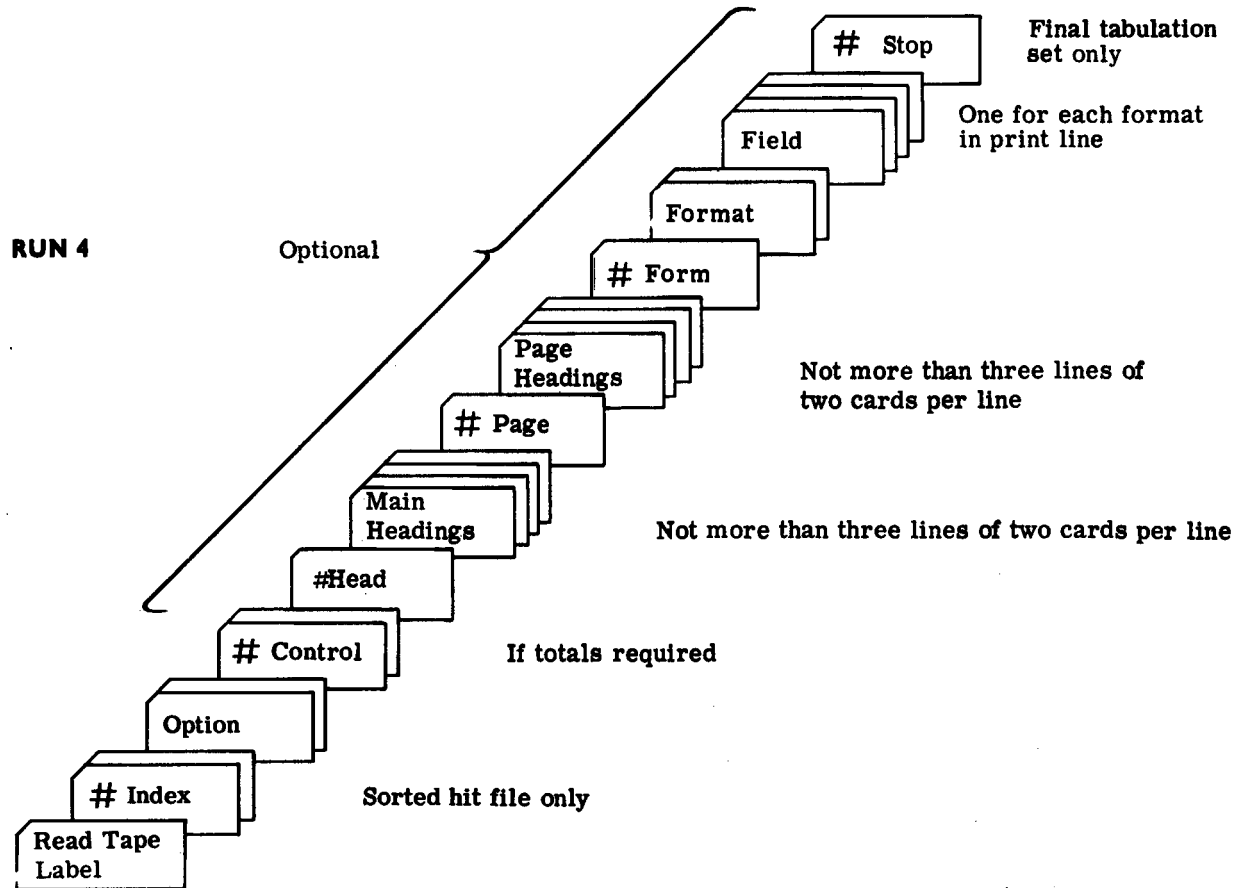 # Stop
Final tabulation
set only
Field
One for each format
in print line
Format
RUN 4
Optional
# Form
Page
Headings
Not more than three lines of
two cards per line
# Page
Main
Headings
Not more than three lines of two cards per line
#Head
# Control
If totals required
Option
# Index
Sorted hit file only
Read Tape
Label